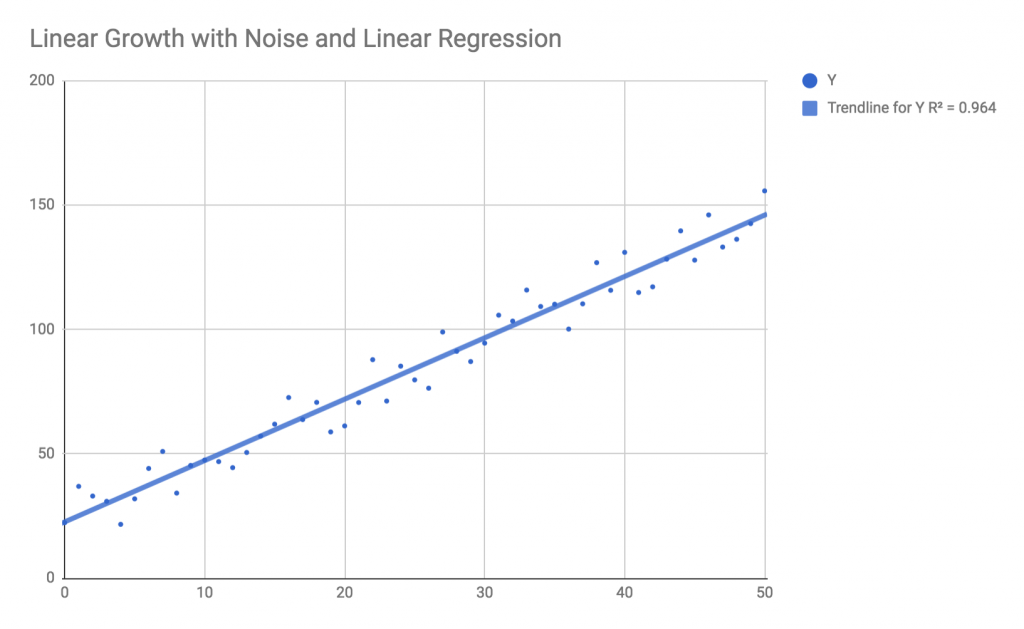 Linear Growth with Noise and Linear Regression
200
150
100
50
0
0 10 20 30 40 50
Y
Trendline for Y R² = 0.964